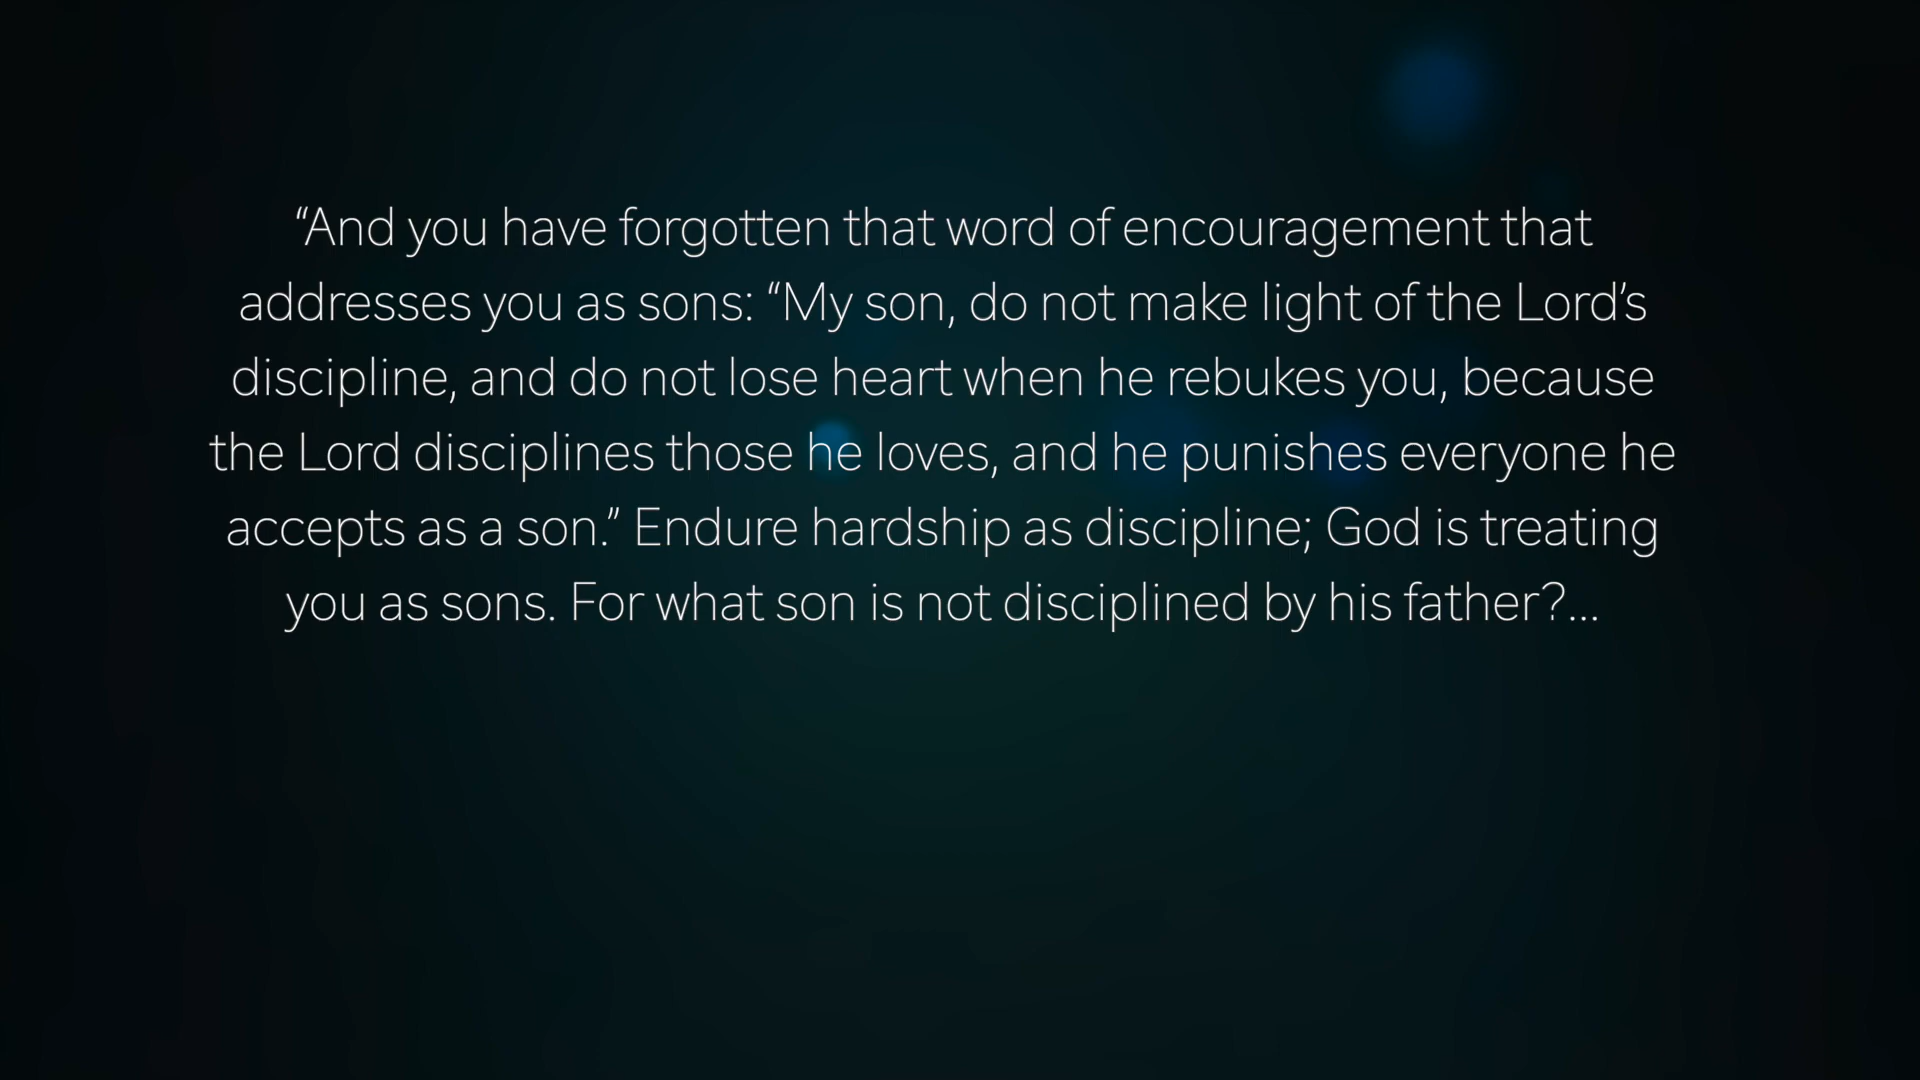 “And you have forgotten that word of encouragement that
addresses you as sons: “My son, do not make light of the Lord’s
discipline, and do not lose heart when he rebukes you, because
the Lord disciplines those he loves, and he punishes everyone he
accepts as a son.” Endure hardship as discipline; God is treating
you as sons. For what son is not disciplined by his father?...